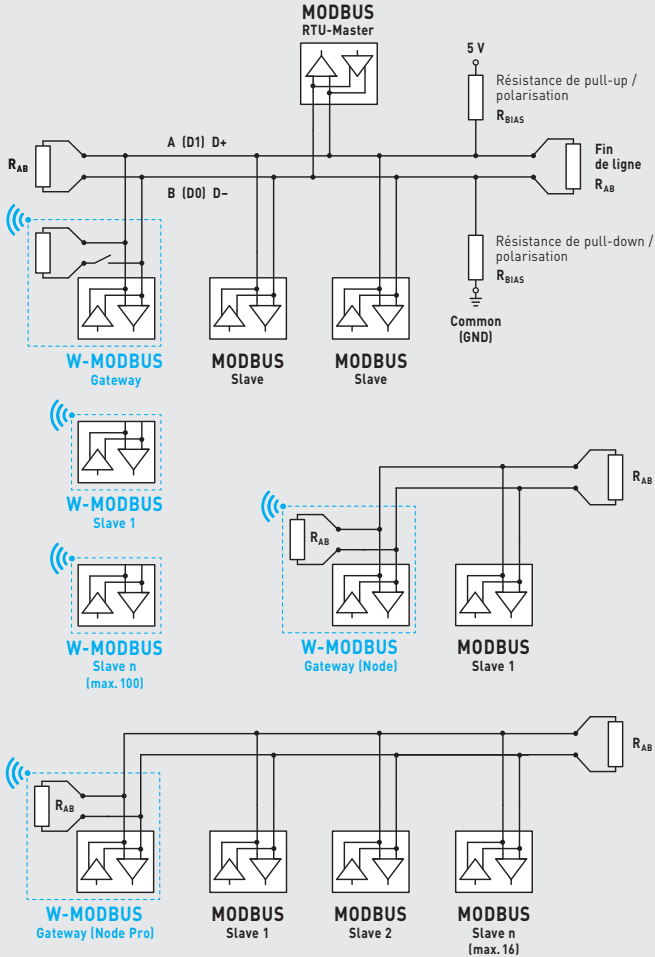 MODBUS
RTU-Master
5 V
Résistance de pull-up /
polarisation
RBIAS
A (D1) D+
RAB
B (D0) D–
Fin
de ligne
RAB
Résistance de pull-down /
polarisation
RBIAS
Common
(GND)
W-MODBUS
Gateway
MODBUS
Slave
MODBUS
Slave
W-MODBUS
Slave 1
RAB
RAB
W-MODBUS
Slave n
(max. 100)
W-MODBUS
Gateway (Node)
MODBUS
Slave 1
RAB
RAB
W-MODBUS
Gateway (Node Pro)
MODBUS
Slave 1
MODBUS
Slave 2
MODBUS
Slave n
(max. 16)